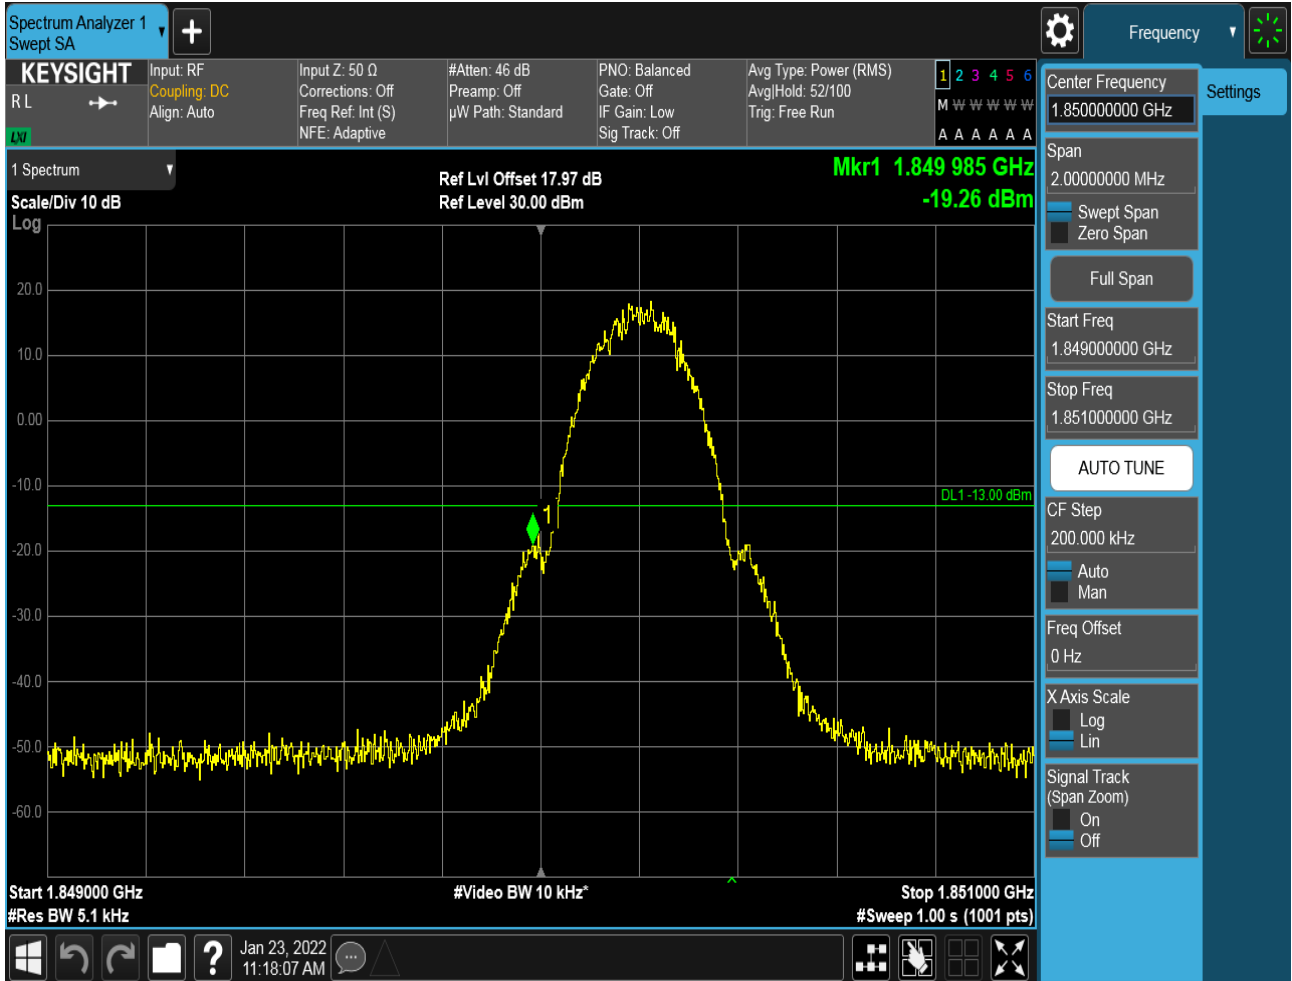 Spectrum Analyzer 1
Swept SA
Frequency
KEYSIGHT
R L
LXI
Input: RF
Coupling: DC
Align: Auto
Input Z: 50 Ω
Corrections: Off
Freq Ref: Int (S)
NFE: Adaptive
#Atten: 46 dB
Preamp: Off
µW Path: Standard
PNO: Balanced
Gate: Off
IF Gain: Low
Sig Track: Off
Avg Type: Power (RMS)
Avg|Hold: 52/100
Trig: Free Run
1 2 3 4 5 6
M W W W W W
A A A A A A
1 Spectrum
Scale/Div 10 dB
Log
Ref Lvl Offset 17.97 dB
Ref Level 30.00 dBm
Mkr1 1.849 985 GHz
-19.26 dBm
20.0
10.0
0.00
-10.0
-20.0
-30.0
-40.0
-50.0
-60.0
DL1 -13.00 dBm
1
Start 1.849000 GHz
#Res BW 5.1 kHz
#Video BW 10 kHz*
Stop 1.851000 GHz
#Sweep 1.00 s (1001 pts)
Jan 23, 2022
11:18:07 AM
Center Frequency
1.850000000 GHz
Settings
Span
2.00000000 MHz
Swept Span
Zero Span
Full Span
Start Freq
1.849000000 GHz
Stop Freq
1.851000000 GHz
AUTO TUNE
CF Step
200.000 kHz
Auto
Man
Freq Offset
0 Hz
X Axis Scale
Log
Lin
Signal Track
(Span Zoom)
On
Off